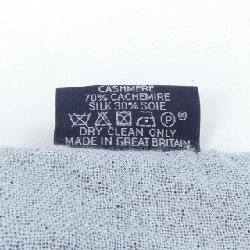 CASHMERE
70% CACHEMIRE
SILK 30% SOIE
P
DRY CLEAN ONLY
MADE IN GREAT BRITAIN